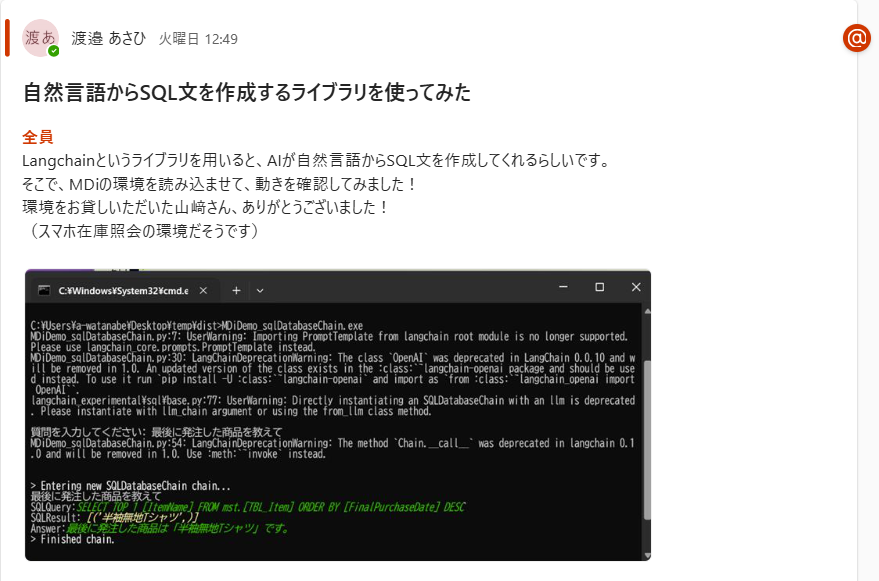 渡あ
渡邉 あさひ 火曜日 12:49
@
自然言語からSQL文を作成するライブラリを使ってみた
全員
Langchainというライブラリを用いると、AIが自然言語からSQL文を作成してくれるらしいです。
そこで、MDiの環境を読み込ませて、動きを確認してみました！
環境をお貸しいただいた山﨑さん、ありがとうございました！
（スマホ在庫照会の環境だそうです）
C:¥Windows¥System32¥cmd.e
C:¥Users¥a-watanabe¥Desktop¥temp¥dist>MDiDemo_sqlDatabaseChain.exe
MDiDemo_sqlDatabaseChain.py:7: UserWarning: Importing PromptTemplate from langchain root module is no longer supported.
Please use langchain_core.prompts.PromptTemplate instead.
MDiDemo_sqlDatabaseChain.py:30: LangChainDeprecationWarning: The class `OpenAI` was deprecated in LangChain 0.0.10 and w
ill be removed in 1.0. An updated version of the class exists in the :class:`~langchain-openai package and should be use
d instead. To use it run `pip install -U :class:`~langchain-openai` and import as `from :class:`~langchain_openai import
OpenAI``.
langchain_experimental¥sql¥base.py:77: UserWarning: Directly instantiating an SQLDatabaseChain with an llm is deprecated
. Please instantiate with llm_chain argument or using the from_llm class method.
質問を入力してください: 最後に発注した商品を教えて
MDiDemo_sqlDatabaseChain.py:54: LangChainDeprecationWarning: The method `Chain.__call__` was deprecated in langchain 0.1
.0 and will be removed in 1.0. Use :meth:`~invoke` instead.
> Entering new SQLDatabaseChain chain...
最後に発注した商品を教えて
SQLQuery:SELECT TOP 1 [ItemName] FROM mst.[TBL_Item] ORDER BY [FinalPurchaseDate] DESC
SQLResult: [('半袖無地Tシャツ',)]
Answer:最後に発注した商品は「半袖無地Tシャツ」です。
> Finished chain.